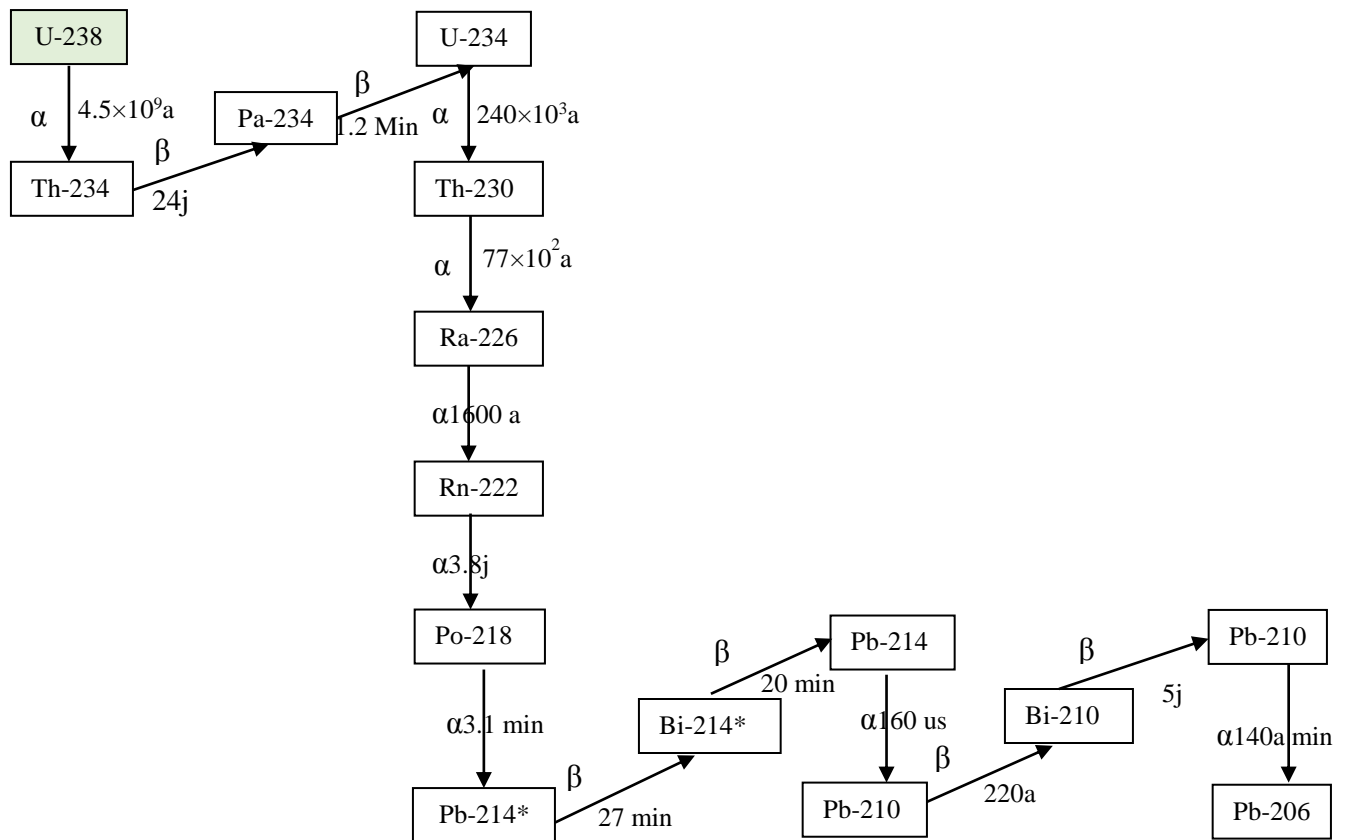 U-238
U-234
β
α
4.5×10⁹a
Pa-234
1.2 Min
α
240×10³a
β
Th-234
24j
Th-230
α
77×10²a
Ra-226
α1600 a
Rn-222
α3.8j
Po-218
Pb-214
Pb-210
β
β
20 min
5j
Bi-214*
Bi-210
α3.1 min
α160 us
α140a min
β
β
Pb-214*
27 min
Pb-210
220a
Pb-206